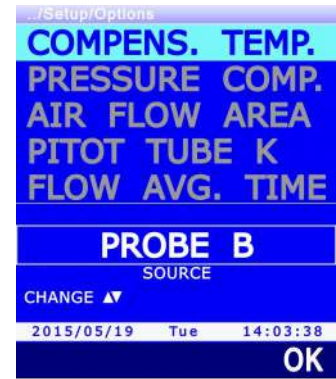 ../Setup/Options
COMPENS. TEMP.
PRESSURE COMP.
AIR FLOW AREA
PITOT TUBE K
FLOW AVG. TIME
PROBE B
SOURCE
CHANGE ▲▼
2015/05/19 Tue 14:03:38
OK